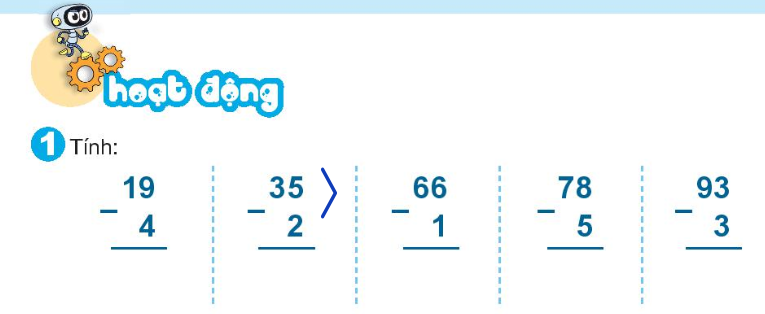 hoạt động
1 Tính:
19 35 > 66 78 93
- - - - -
4 2 1 5 3